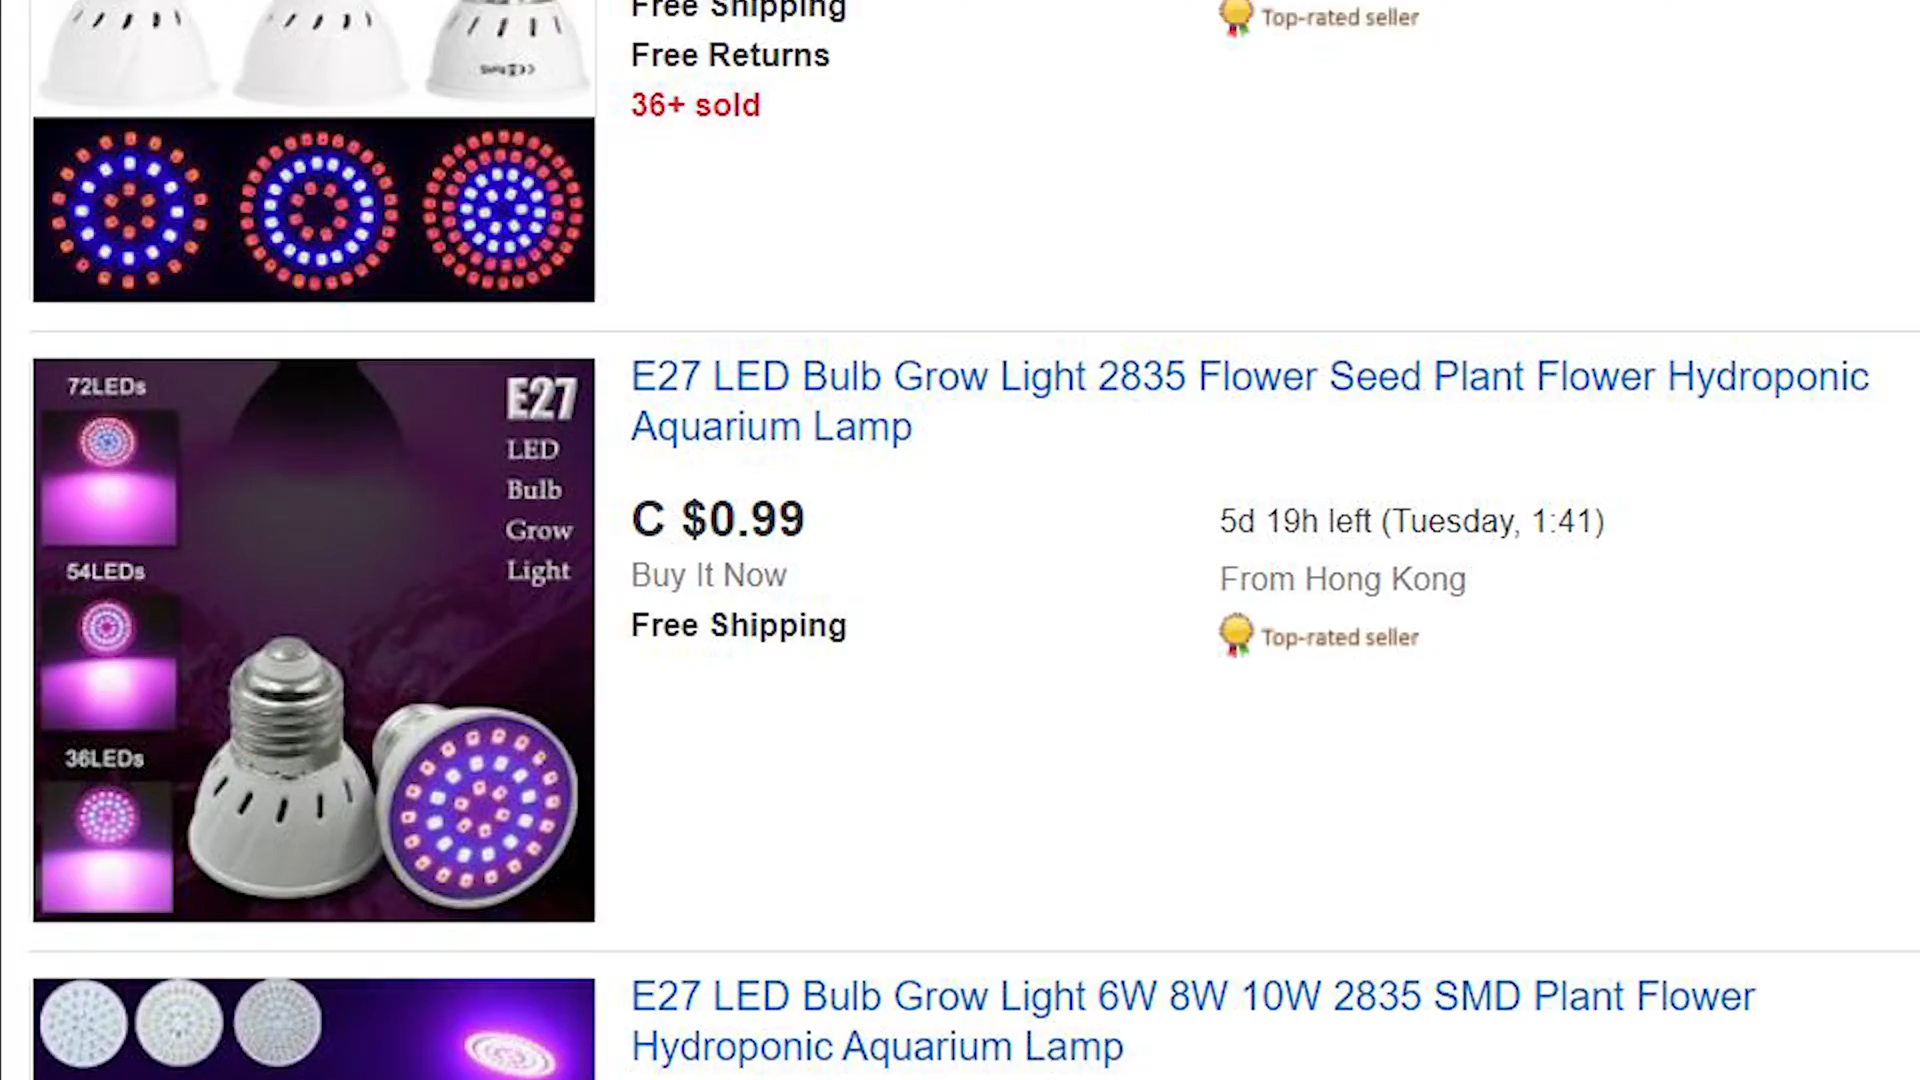 Free Shipping
Top-rated seller
Free Returns
36+ sold
72LEDs
E27
LED
Bulb
Grow
Light
54LEDs
36LEDs
E27 LED Bulb Grow Light 2835 Flower Seed Plant Flower Hydroponic
Aquarium Lamp
C $0.99
5d 19h left (Tuesday, 1:41)
Buy It Now
From Hong Kong
Free Shipping
Top-rated seller
E27 LED Bulb Grow Light 6W 8W 10W 2835 SMD Plant Flower
Hydroponic Aquarium Lamp